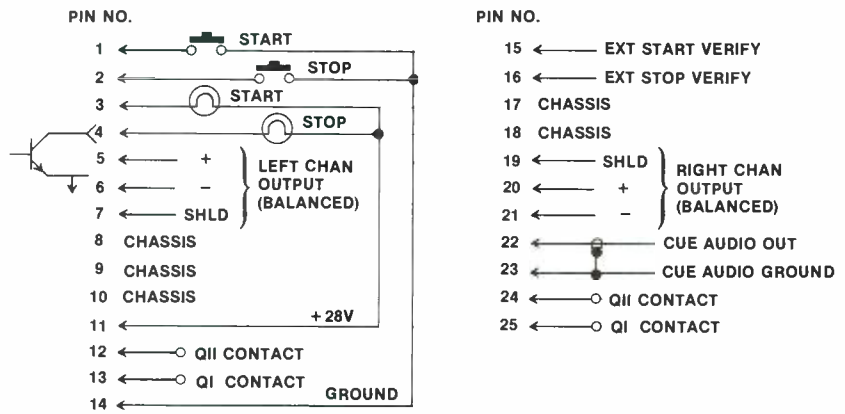 PIN NO.
1 START
2 STOP
3 START
4 STOP
5 +
6 − LEFT CHAN OUTPUT (BALANCED)
7 SHLD
8 CHASSIS
9 CHASSIS
10 CHASSIS
11 +28V
12 QII CONTACT
13 QI CONTACT
14 GROUND
PIN NO.
15 EXT START VERIFY
16 EXT STOP VERIFY
17 CHASSIS
18 CHASSIS
19 SHLD
20 + RIGHT CHAN OUTPUT (BALANCED)
21 −
22 CUE AUDIO OUT
23 CUE AUDIO GROUND
24 QII CONTACT
25 QI CONTACT